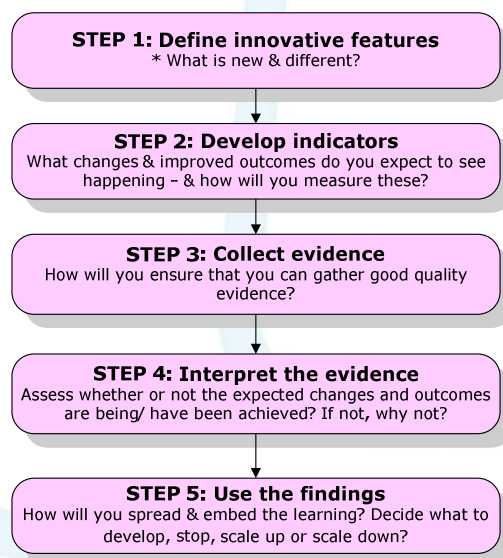 STEP 1: Define innovative features
* What is new & different?
STEP 2: Develop indicators
What changes & improved outcomes do you expect to see
happening – & how will you measure these?
STEP 3: Collect evidence
How will you ensure that you can gather good quality
evidence?
STEP 4: Interpret the evidence
Assess whether or not the expected changes and outcomes
are being/ have been achieved? If not, why not?
STEP 5: Use the findings
How will you spread & embed the learning? Decide what to
develop, stop, scale up or scale down?